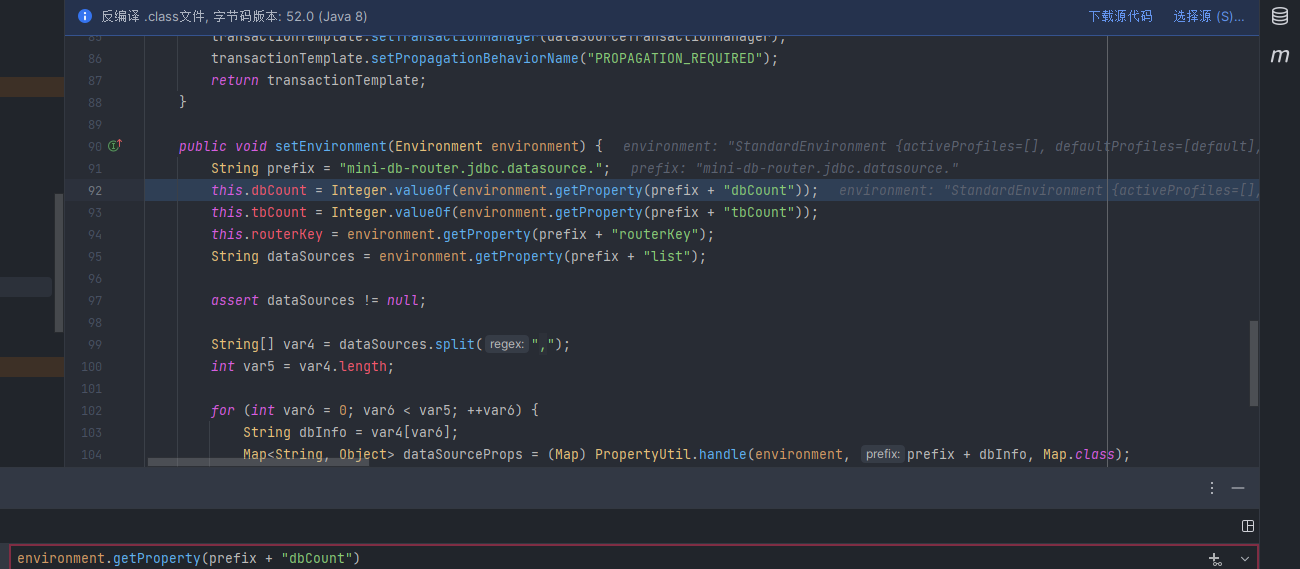 反编译 .class文件, 字节码版本: 52.0 (Java 8) 下载源代码 选择源 (S)...
m
85 transactionTemplate.setTransactionManager(dataSourceTransactionManager);
86 transactionTemplate.setPropagationBehaviorName("PROPAGATION_REQUIRED");
87 return transactionTemplate;
88 }
89
90 public void setEnvironment(Environment environment) { environment: "StandardEnvironment {activeProfiles=[], defaultProfiles=[default],
91 String prefix = "mini-db-router.jdbc.datasource."; prefix: "mini-db-router.jdbc.datasource."
92 this.dbCount = Integer.valueOf(environment.getProperty(prefix + "dbCount")); environment: "StandardEnvironment {activeProfiles=[],
93 this.tbCount = Integer.valueOf(environment.getProperty(prefix + "tbCount"));
94 this.routerKey = environment.getProperty(prefix + "routerKey");
95 String dataSources = environment.getProperty(prefix + "list");
96
97 assert dataSources != null;
98
99 String[] var4 = dataSources.split( regex: ",");
100 int var5 = var4.length;
101
102 for (int var6 = 0; var6 < var5; ++var6) {
103 String dbInfo = var4[var6];
104 Map<String, Object> dataSourceProps = (Map) PropertyUtil.handle(environment, prefix: prefix + dbInfo, Map.class);
environment.getProperty(prefix + "dbCount")